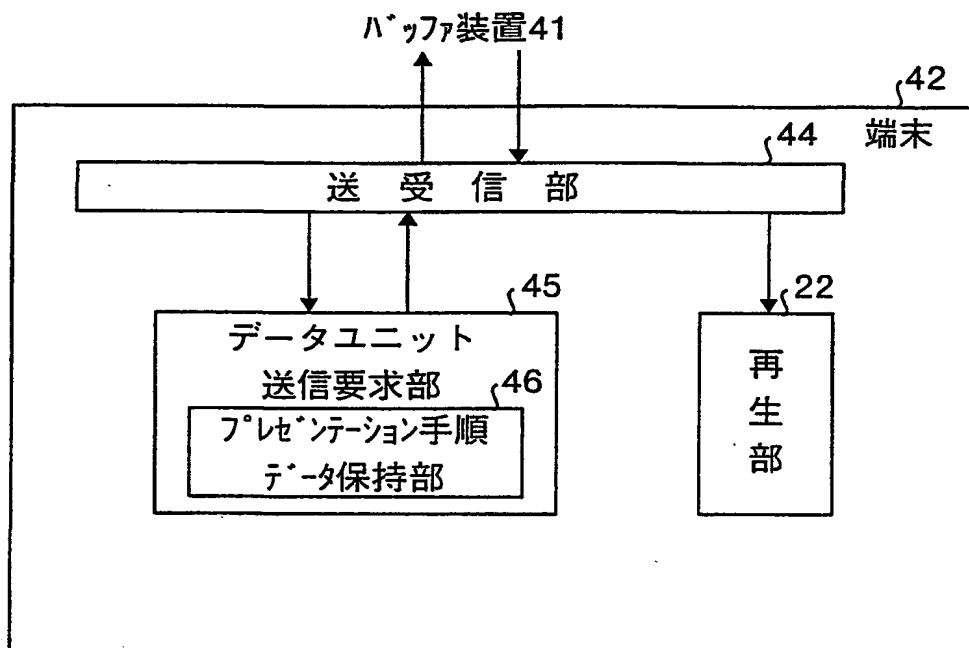 ﾊﾞｯﾌｧ装置41
42
端末
44
送受信部
45
データユニット
送信要求部
46
ﾌﾟﾚｾﾞﾝﾃｰｼｮﾝ手順
ﾃﾞｰﾀ保持部
22
再生部